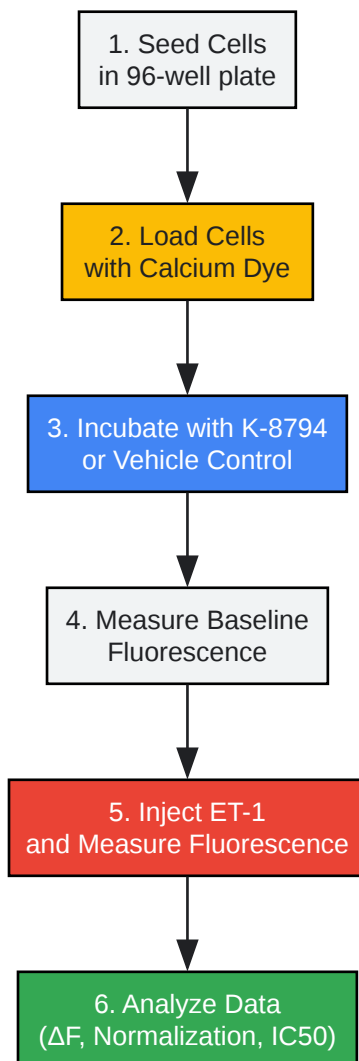 1. Seed Cells
in 96-well plate
2. Load Cells
with Calcium Dye
3. Incubate with K-8794
or Vehicle Control
4. Measure Baseline
Fluorescence
5. Inject ET-1
and Measure Fluorescence
6. Analyze Data
(ΔF, Normalization, IC50)